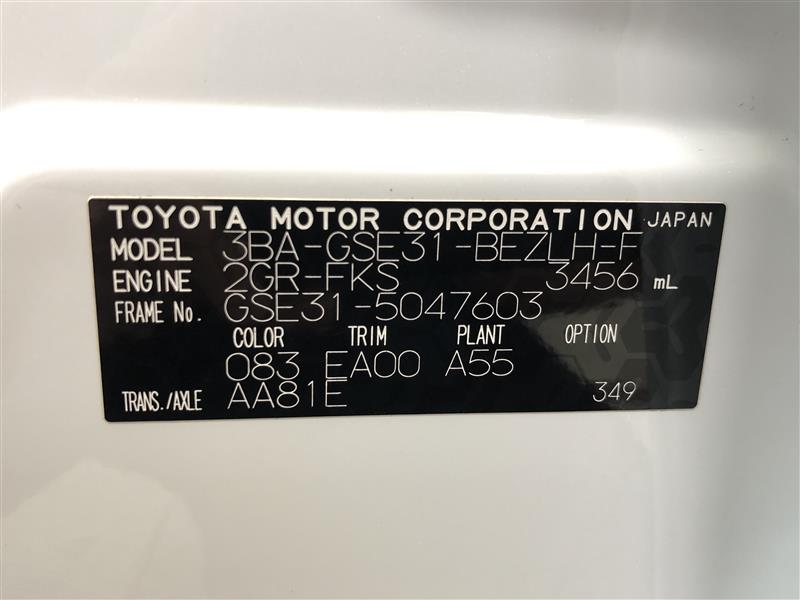 TOYOTA MOTOR CORPORATION JAPAN
MODEL 3BA-GSE31-BEZLH-F
ENGINE 2GR-FKS 3456 mL
FRAME No. GSE31-5047603
COLOR TRIM PLANT OPTION
083 EA00 A55
TRANS./AXLE AA81E 349